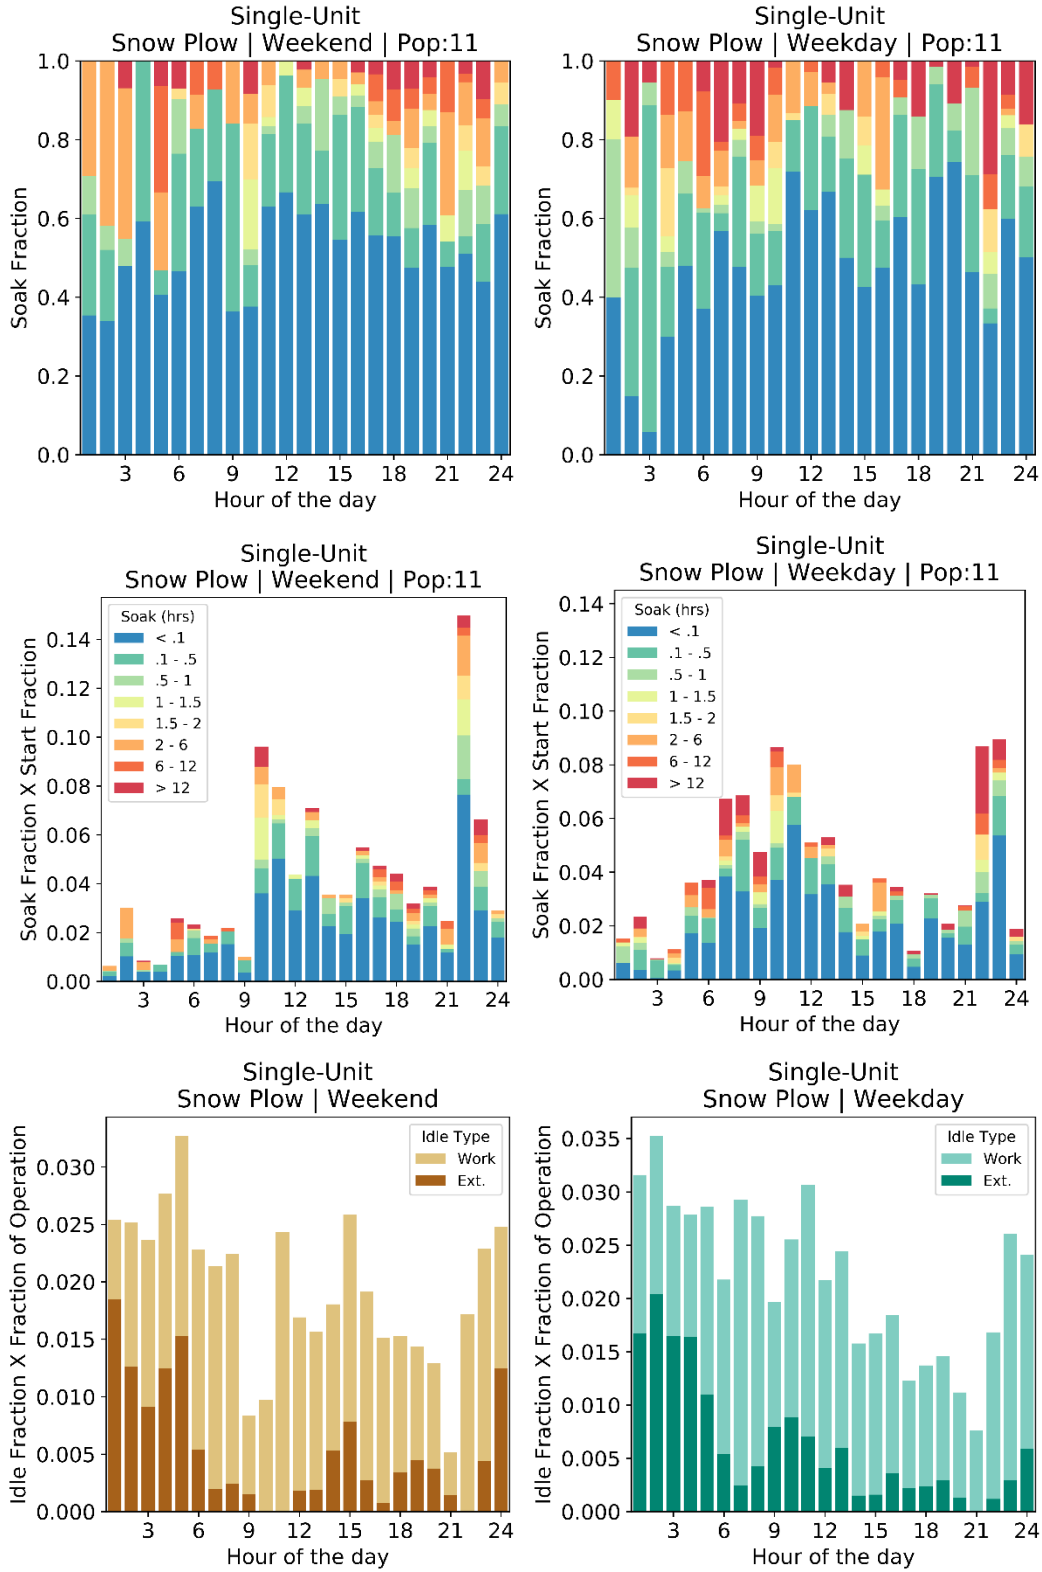 Single-Unit
Snow Plow | Weekend | Pop:11
1.0
0.8
0.6
0.4
0.2
0.0
Soak Fraction
3 6 9 12 15 18 21 24
Hour of the day
Single-Unit
Snow Plow | Weekday | Pop:11
1.0
0.8
0.6
0.4
0.2
0.0
Soak Fraction
3 6 9 12 15 18 21 24
Hour of the day
Single-Unit
Snow Plow | Weekend | Pop:11
Soak (hrs)
< .1
.1 - .5
.5 - 1
1 - 1.5
1.5 - 2
2 - 6
6 - 12
> 12
0.14
0.12
0.10
0.08
0.06
0.04
0.02
0.00
Soak Fraction X Start Fraction
3 6 9 12 15 18 21 24
Hour of the day
Single-Unit
Snow Plow | Weekday | Pop:11
Soak (hrs)
< .1
.1 - .5
.5 - 1
1 - 1.5
1.5 - 2
2 - 6
6 - 12
> 12
0.14
0.12
0.10
0.08
0.06
0.04
0.02
0.00
Soak Fraction X Start Fraction
3 6 9 12 15 18 21 24
Hour of the day
Single-Unit
Snow Plow | Weekend
Idle Type
Work
Ext.
0.030
0.025
0.020
0.015
0.010
0.005
0.000
Idle Fraction X Fraction of Operation
3 6 9 12 15 18 21 24
Hour of the day
Single-Unit
Snow Plow | Weekday
Idle Type
Work
Ext.
0.035
0.030
0.025
0.020
0.015
0.010
0.005
0.000
Idle Fraction X Fraction of Operation
3 6 9 12 15 18 21 24
Hour of the day